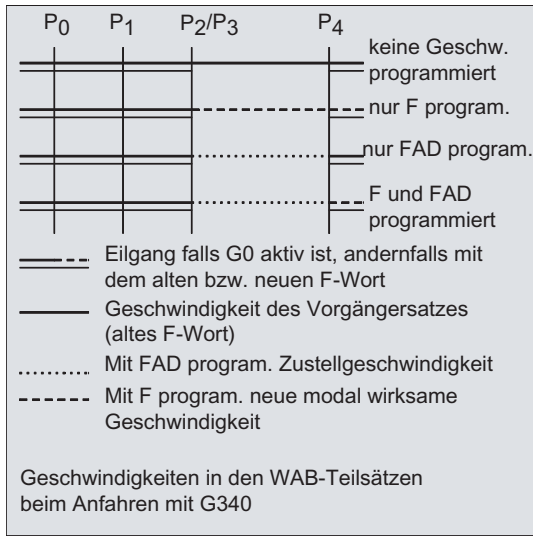 P0 P1 P2/P3 P4
keine Geschw.
programmiert
nur F program.
nur FAD program.
F und FAD
programmiert
Eilgang falls G0 aktiv ist, andernfalls mit
dem alten bzw. neuen F-Wort
Geschwindigkeit des Vorgängersatzes
(altes F-Wort)
Mit FAD program. Zustellgeschwindigkeit
Mit F program. neue modal wirksame
Geschwindigkeit
Geschwindigkeiten in den WAB-Teilsätzen
beim Anfahren mit G340